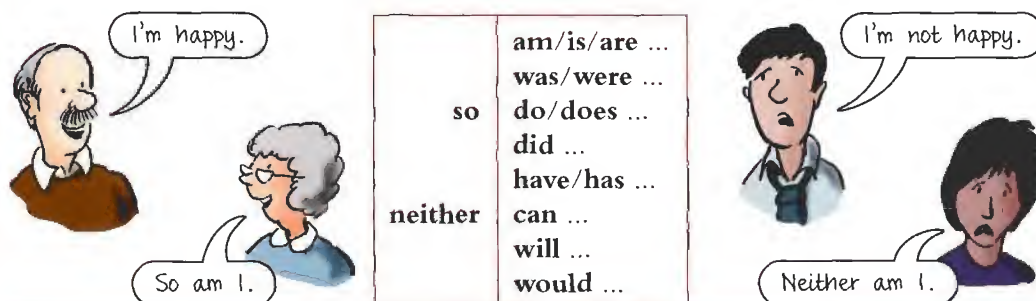 I'm happy.
So am I.
so
neither
am/is/are ...
was/were ...
do/does ...
did ...
have/has ...
can ...
will ...
would ...
I'm not happy.
Neither am I.